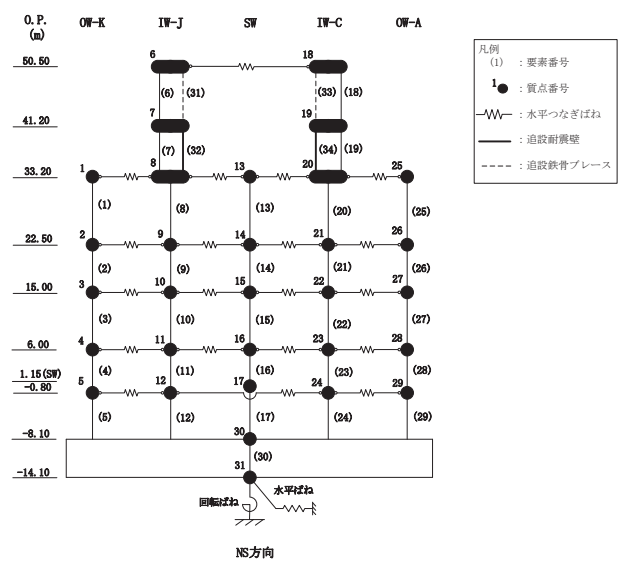 O.P.
(m)
OW-K IW-J SW IW-C OW-A
凡例
(1) ：要素番号
1 ：質点番号
：水平つなぎばね
：追設耐震壁
：追設鉄骨ブレース
50.50 6 18
(6) (31) (33) (18)
41.20 7 19
(7) (32) (34) (19)
33.20 1 8 13 20 25
(1) (8) (13) (20) (25)
22.50 2 9 14 21 26
(2) (9) (14) (21) (26)
15.00 3 10 15 22 27
(3) (10) (15) (22) (27)
6.00 4 11 16 23 28
(4) (11) (16) (23) (28)
1.15(SW) 17
-0.80 5 12 24 29
(5) (12) (17) (24) (29)
-8.10 30
(30)
-14.10 31
水平ばね
回転ばね
NS方向